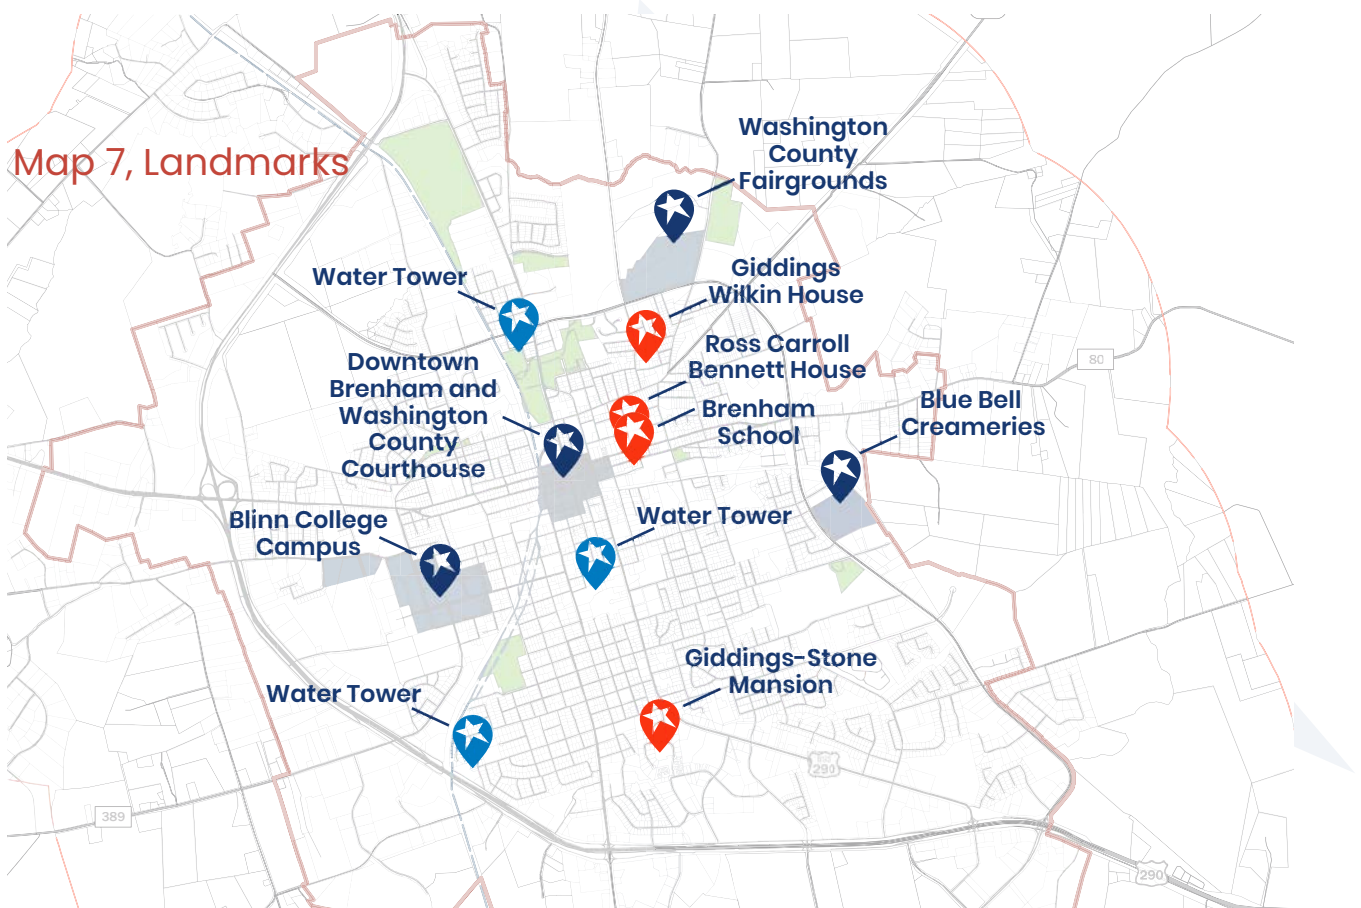 Map 7, Landmarks
Washington
County
Fairgrounds
Water Tower
Giddings
Wilkin House
Ross Carroll
Bennett House
Downtown
Brenham and
Washington
County
Courthouse
80
Brenham
School
Blue Bell
Creameries
Blinn College
Campus
Water Tower
Giddings-Stone
Mansion
Water Tower
290
389
290